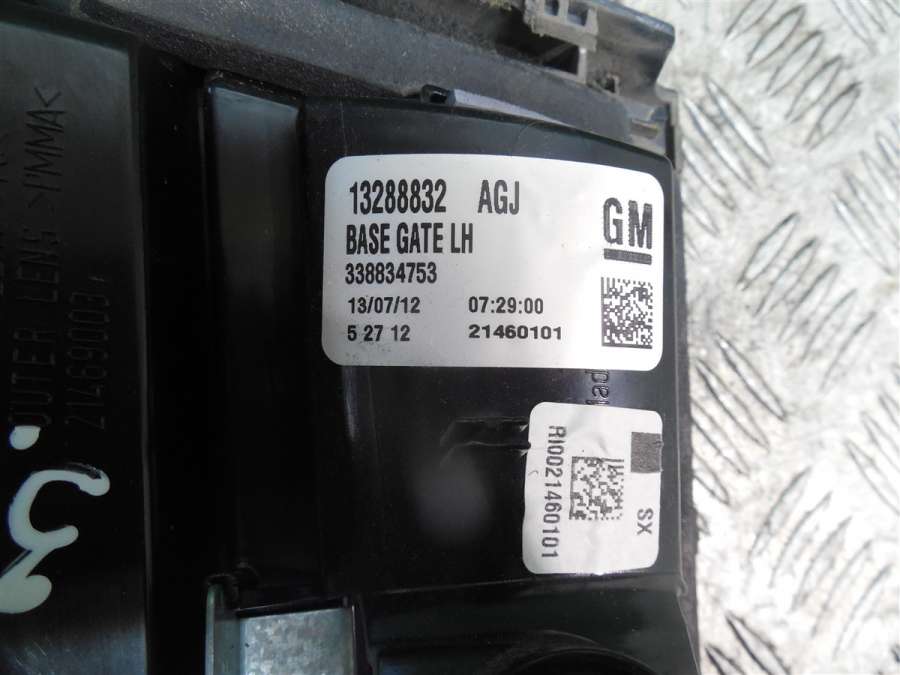 13288832 AGJ
BASE GATE LH
338834753
13/07/12 07:29:00
5 27 12 21460101
GM
RI0021460101
SX
OUTER LENS >PMMA<